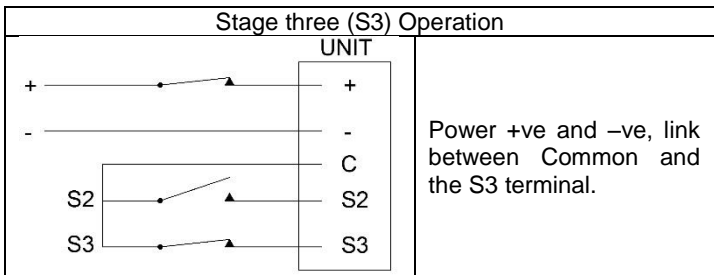 Stage three (S3) Operation
UNIT
+ +
- -
C
S2 S2
S3 S3
Power +ve and –ve, link
between Common and
the S3 terminal.